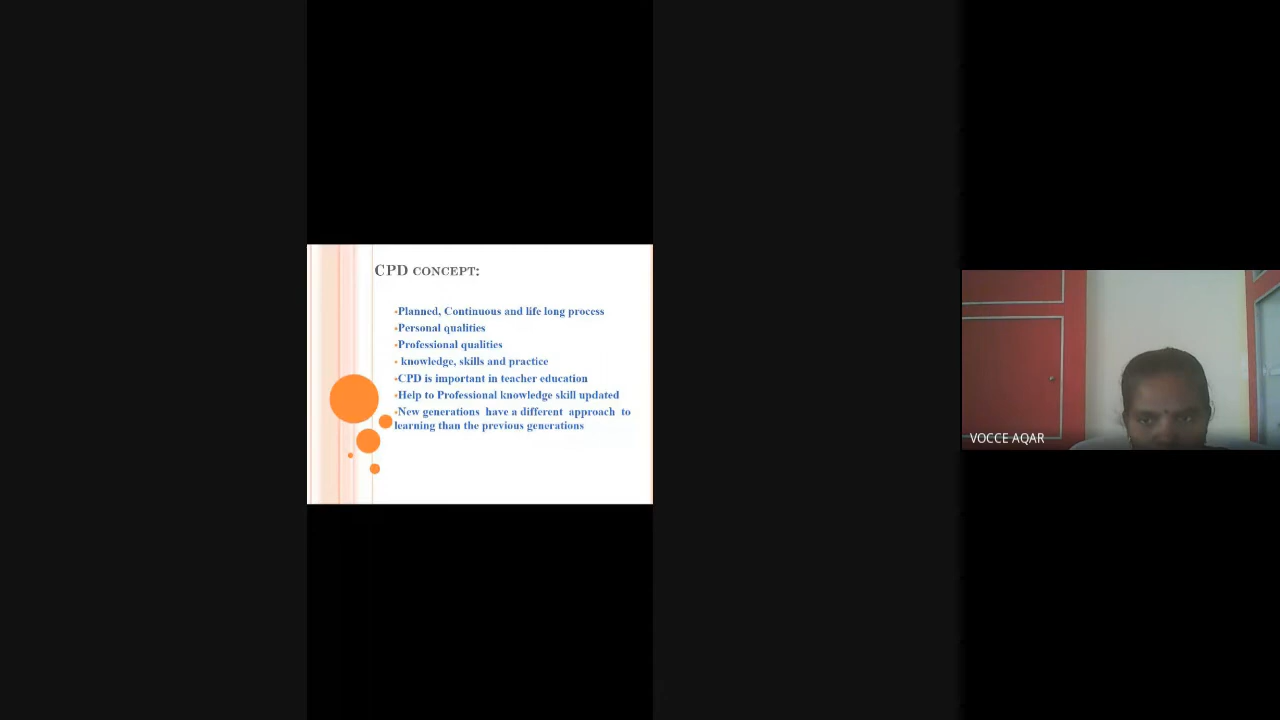 CPD CONCEPT:
•Planned, Continuous and life long process
•Personal qualities
•Professional qualities
• knowledge, skills and practice
•CPD is important in teacher education
•Help to Professional knowledge skill updated
•New generations have a different approach to
learning than the previous generations
VOCCE AQAR